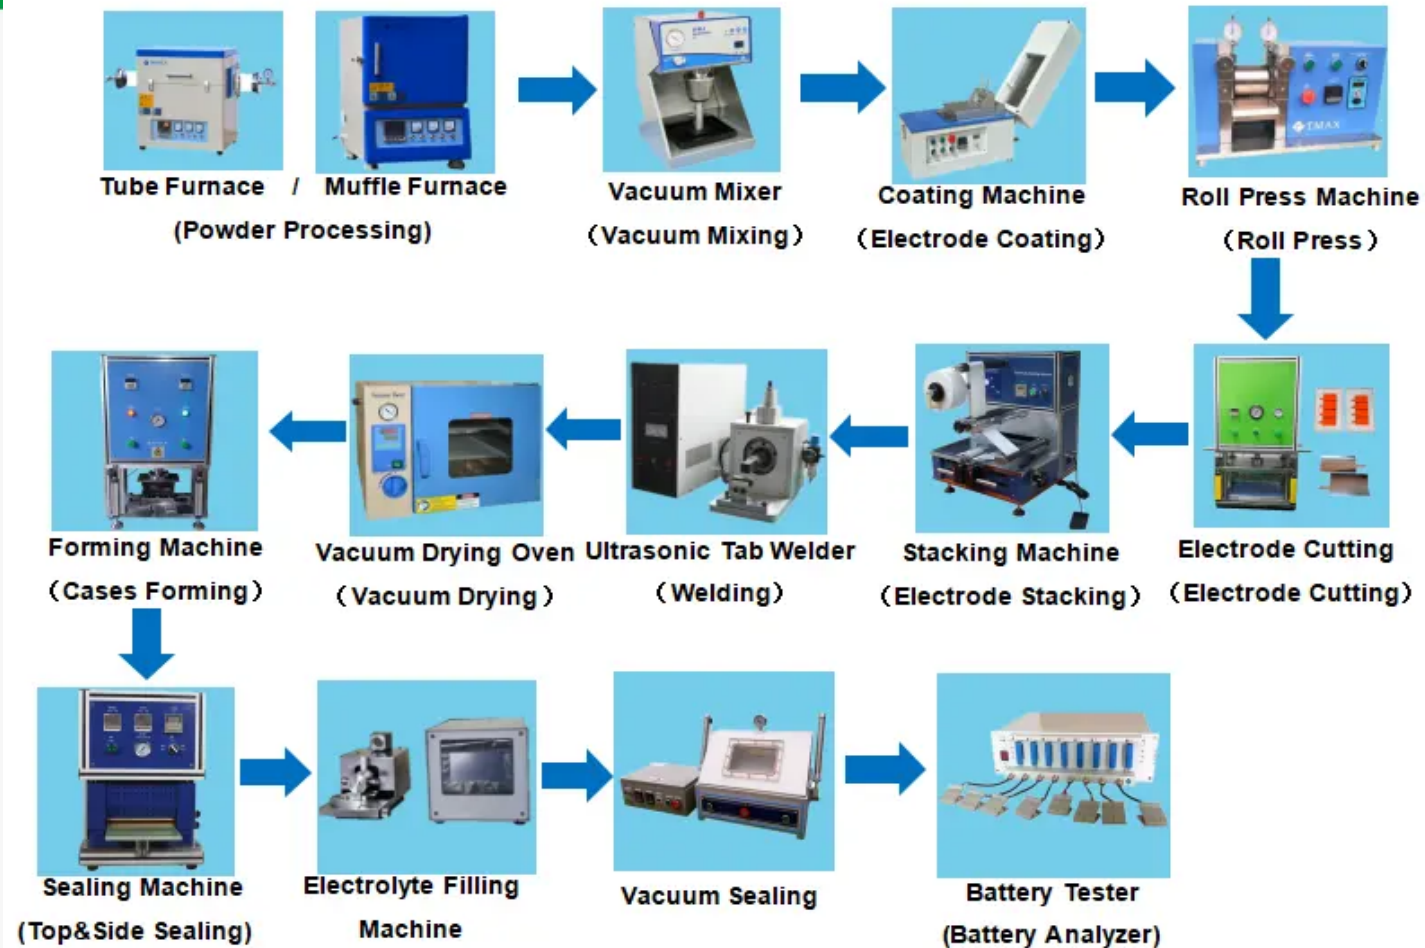 Tube Furnace / Muffle Furnace
(Powder Processing)
Vacuum Mixer
(Vacuum Mixing)
Coating Machine
(Electrode Coating)
TMAX
Roll Press Machine
(Roll Press)
Forming Machine
(Cases Forming)
Vacuum Drying Oven
(Vacuum Drying)
Ultrasonic Tab Welder
(Welding)
Stacking Machine
(Electrode Stacking)
Electrode Cutting
(Electrode Cutting)
Sealing Machine
(Top&Side Sealing)
Electrolyte Filling
Machine
Vacuum Sealing
Battery Tester
(Battery Analyzer)